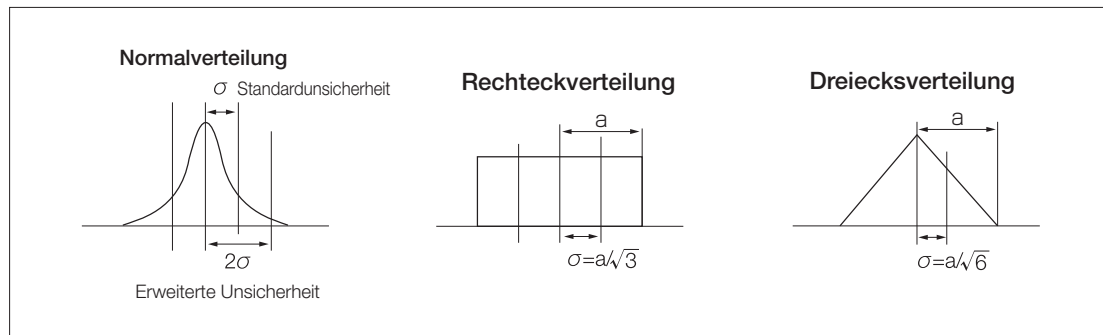 Normalverteilung
σ Standardunsicherheit
2σ
Erweiterte Unsicherheit
Rechteckverteilung
a
σ=a/√3
Dreiecksverteilung
a
σ=a/√6